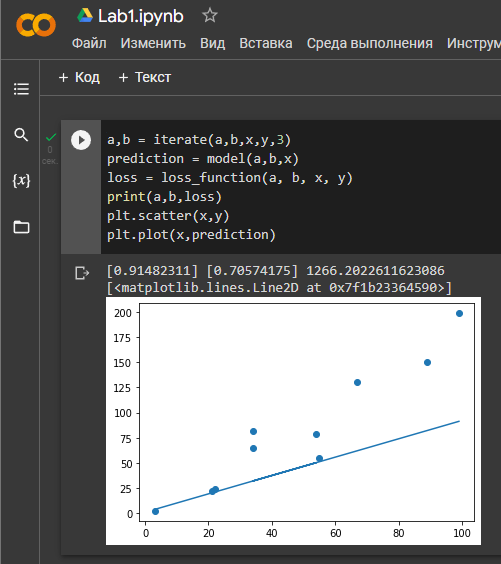 Lab1.ipynb
Файл Изменить Вид Вставка Среда выполнения Инструм
+ Код + Текст
0
сек.
{x}
a,b = iterate(a,b,x,y,3)
prediction = model(a,b,x)
loss = loss_function(a, b, x, y)
print(a,b,loss)
plt.scatter(x,y)
plt.plot(x,prediction)
[0.91482311] [0.70574175] 1266.2022611623086
[<matplotlib.lines.Line2D at 0x7f1b23364590>]
200
175
150
125
100
75
50
25
0
0 20 40 60 80 100